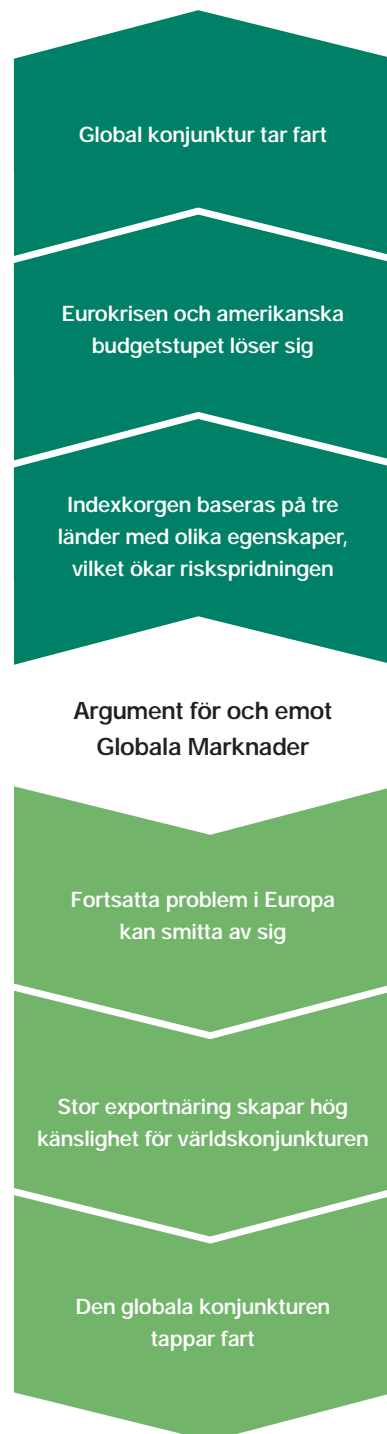 Global konjunktur tar fart
Eurokrisen och amerikanska
budgetstupet löser sig
Indexkorgen baseras på tre
länder med olika egenskaper,
vilket ökar riskspridningen
Argument för och emot
Globala Marknader
Fortsatta problem i Europa
kan smitta av sig
Stor exportnäring skapar hög
känslighet för världskonjunkturen
Den globala konjunkturen
tappar fart